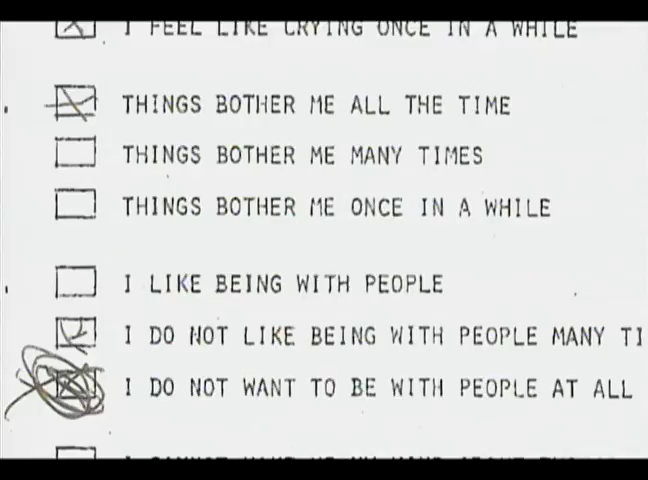 I FEEL LIKE CRYING ONCE IN A WHILE
THINGS BOTHER ME ALL THE TIME
THINGS BOTHER ME MANY TIMES
THINGS BOTHER ME ONCE IN A WHILE
I LIKE BEING WITH PEOPLE
I DO NOT LIKE BEING WITH PEOPLE MANY TI
I DO NOT WANT TO BE WITH PEOPLE AT ALL